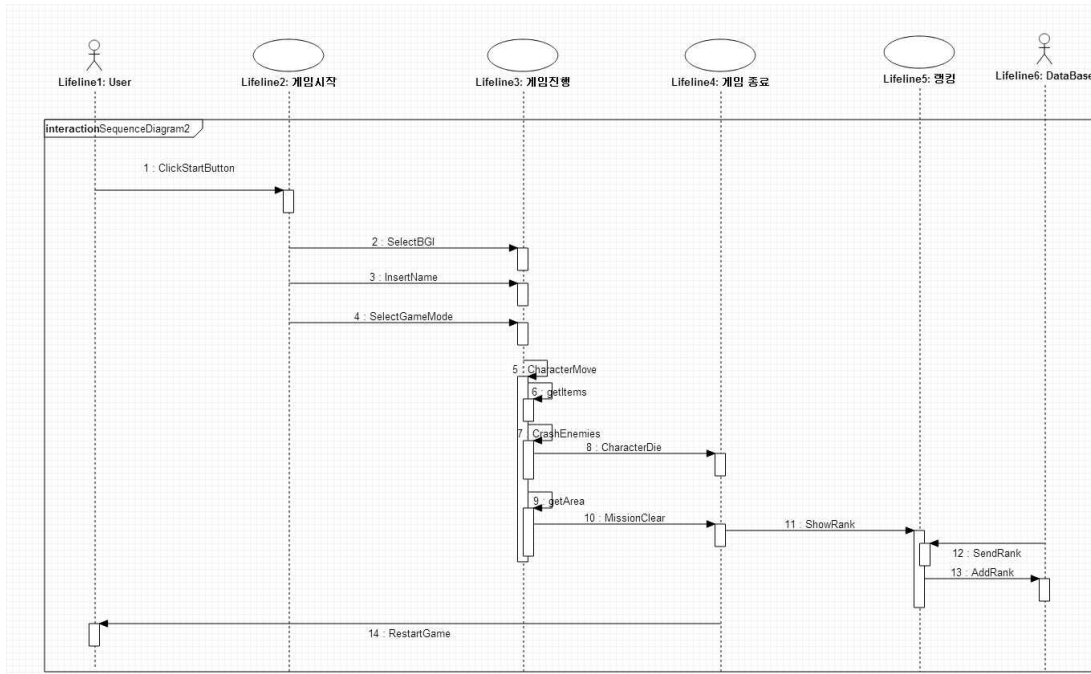 Lifeline1: User
Lifeline2: 게임시작
Lifeline3: 게임진행
Lifeline4: 게임 종료
Lifeline5: 랭킹
Lifeline6: DataBase
interactionSequenceDiagram2
1 : ClickStartButton
2 : SelectBGI
3 : InsertName
4 : SelectGameMode
5 : CharacterMove
6 : getItems
7 : CrashEnemies
8 : CharacterDie
9 : getArea
10 : MissionClear
11 : ShowRank
12 : SendRank
13 : AddRank
14 : RestartGame